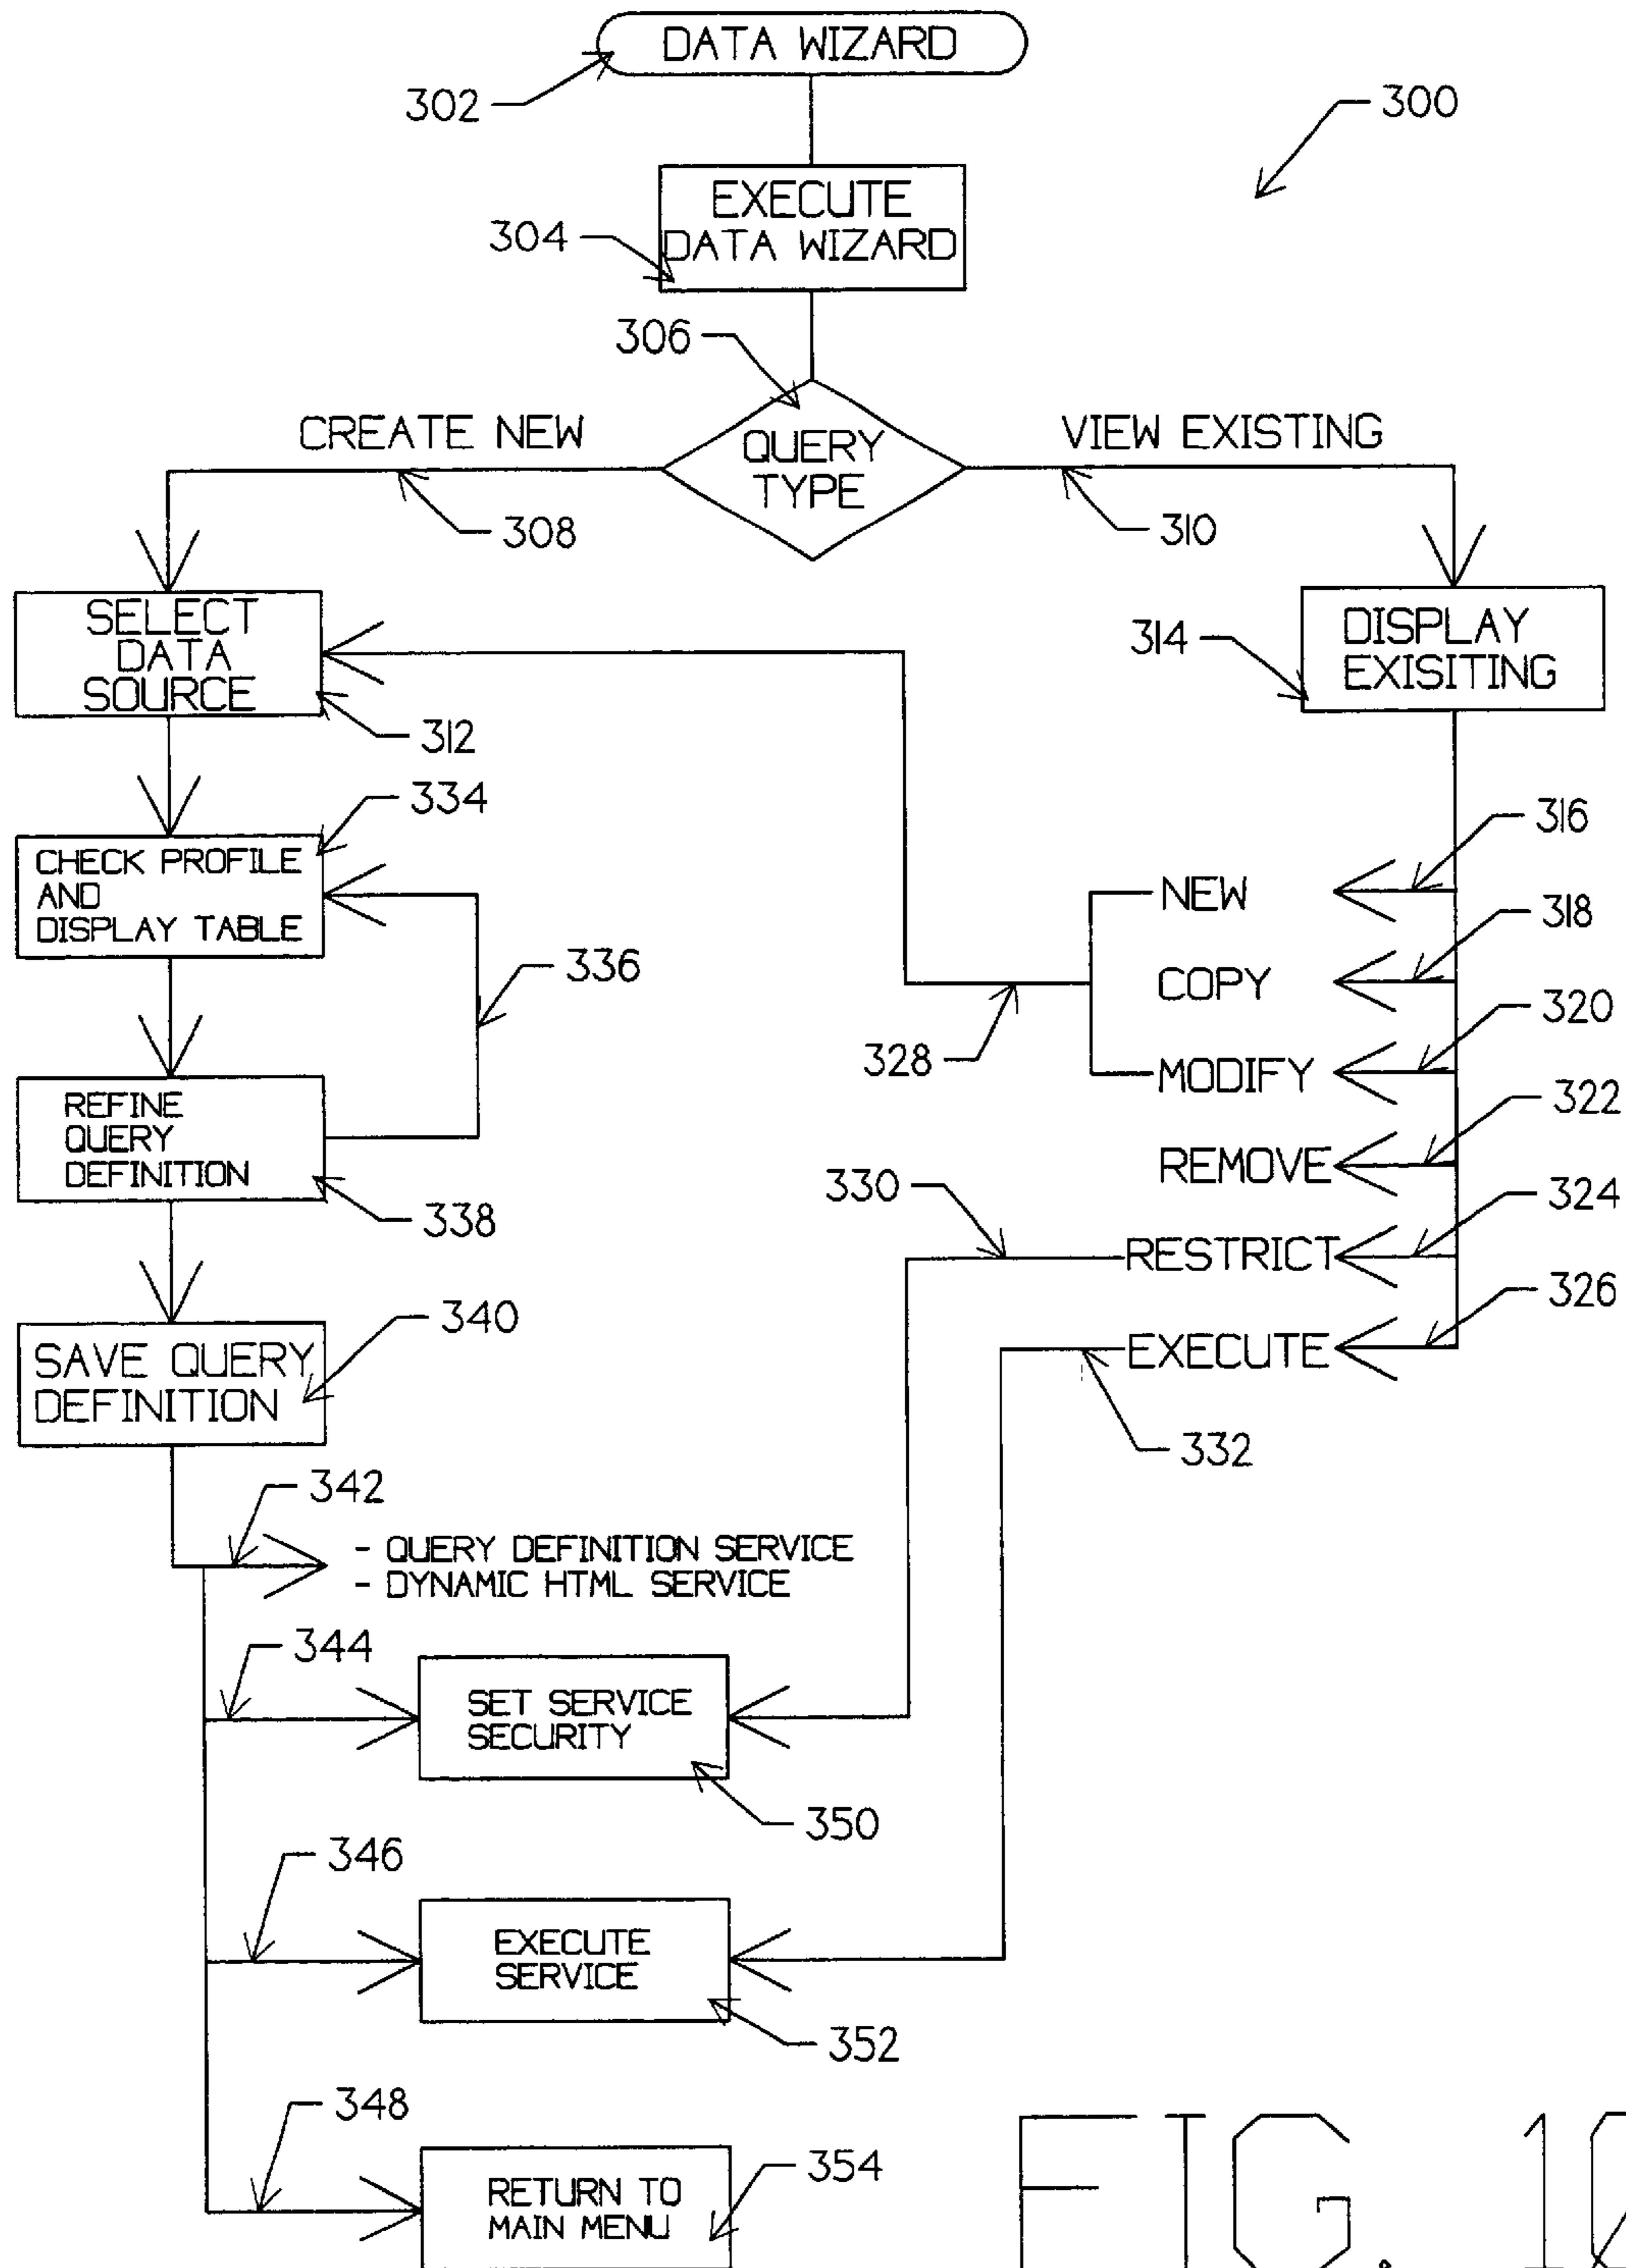 DATA WIZARD
302
300
EXECUTE
DATA WIZARD
304
306
CREATE NEW
QUERY
TYPE
VIEW EXISTING
308
310
SELECT
DATA
SOURCE
312
314
DISPLAY
EXISITING
334
CHECK PROFILE
AND
DISPLAY TABLE
336
316
NEW
318
COPY
320
328
MODIFY
322
REMOVE
REFINE
QUERY
DEFINITION
338
330
324
RESTRICT
326
EXECUTE
332
340
SAVE QUERY
DEFINITION
342
- QUERY DEFINITION SERVICE
- DYNAMIC HTML SERVICE
344
SET SERVICE
SECURITY
350
346
EXECUTE
SERVICE
352
348
RETURN TO
MAIN MENU
354
FIG. 10